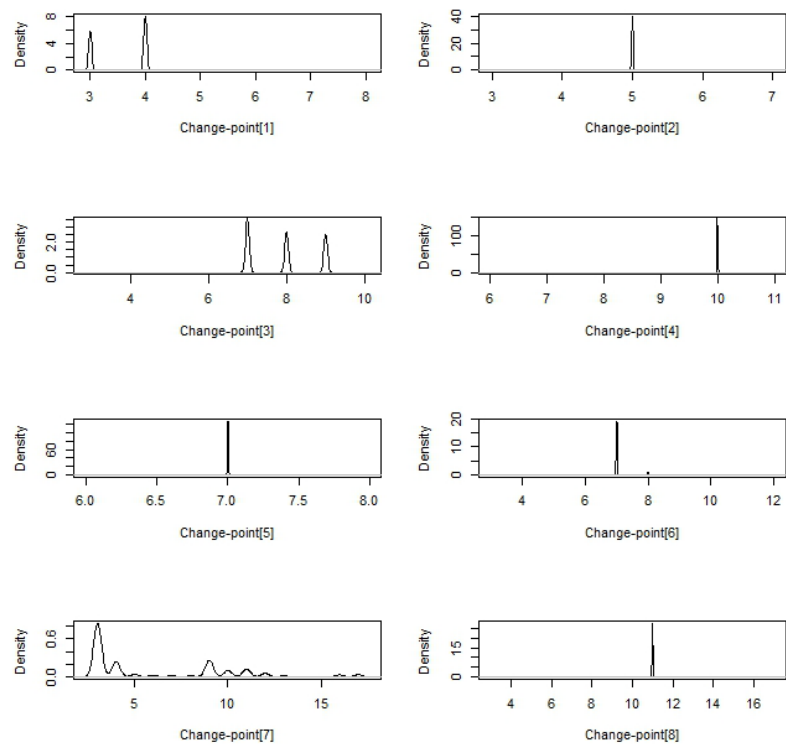 Density
8
4
0
3 4 5 6 7 8
Change-point[1]
Density
40
20
0
3 4 5 6 7
Change-point[2]
Density
2.0
0.0
4 6 8 10
Change-point[3]
Density
100
0
6 7 8 9 10 11
Change-point[4]
Density
60
0
6.0 6.5 7.0 7.5 8.0
Change-point[5]
Density
20
10
0
4 6 8 10 12
Change-point[6]
Density
0.6
0.0
5 10 15
Change-point[7]
Density
15
0
4 6 8 10 12 14 16
Change-point[8]